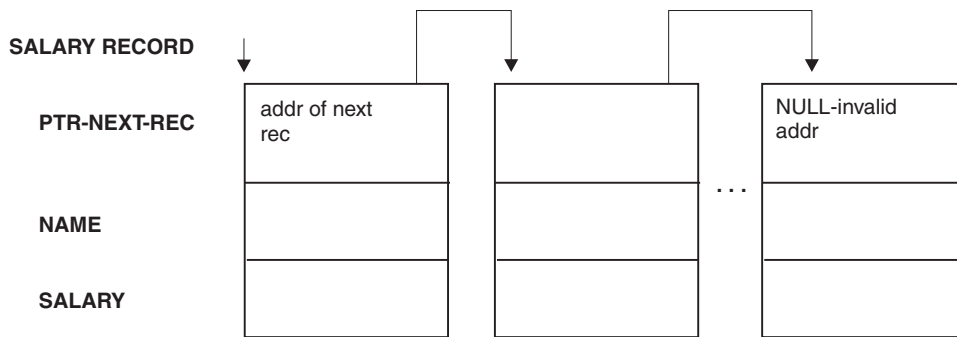 SALARY RECORD
PTR-NEXT-REC
addr of next
rec
NULL-invalid
addr
. . .
NAME
SALARY